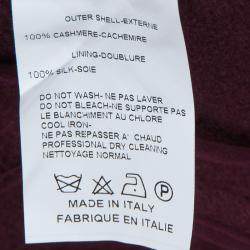 OUTER SHELL-EXTERNE
100% CASHMERE-CACHEMIRE
LINING-DOUBLURE
100% SILK-SOIE
DO NOT WASH- NE PAS LAVER
DO NOT BLEACH-NE SUPPORTE PAS
LE BLANCHIMENT AU CHLORE
COOL IRON-
NE PAS REPASSER A' CHAUD
PROFESSIONAL DRY CLEANING
NETTOYAGE NORMAL
P
MADE IN ITALY
FABRIQUE EN ITALIE